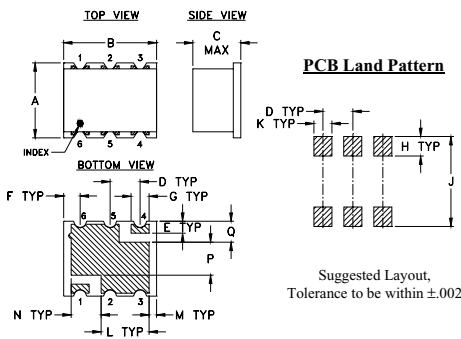 TOP VIEW
SIDE VIEW
B
C
MAX
1 2 3
A
6 5 4
INDEX
PCB Land Pattern
D TYP
K TYP
H TYP
J
BOTTOM VIEW
D TYP
F TYP
G TYP
6 5 4
E TYP
Q
P
1 2 3
N TYP
M TYP
L TYP
Suggested Layout,
Tolerance to be within ±.002